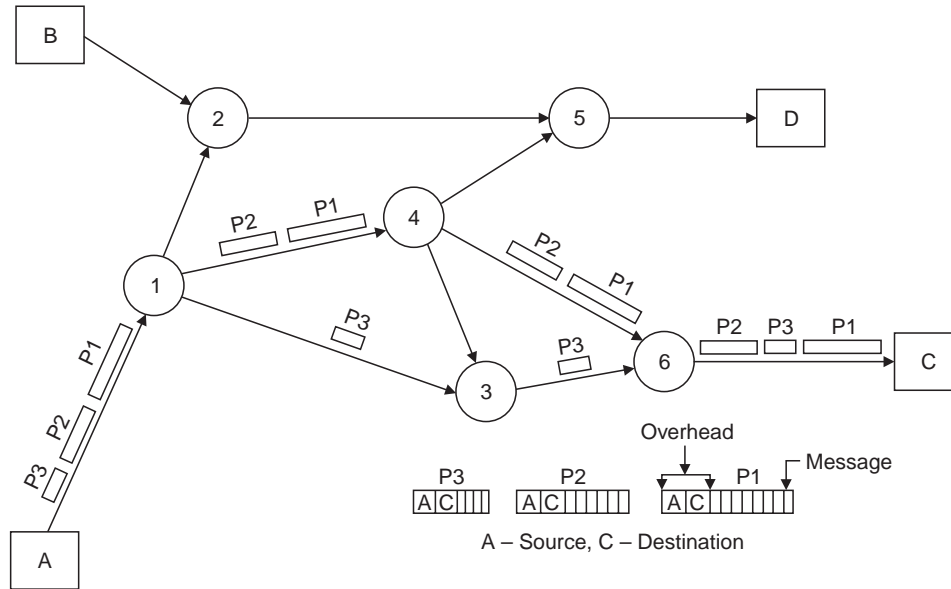 B
2
5
D
P2
P1
4
1
P2
P1
P3
P3
P2
P3
P1
6
C
3
P1
P2
P3
A
Overhead
Message
P3
P2
P1
A C
A C
A C
A – Source, C – Destination